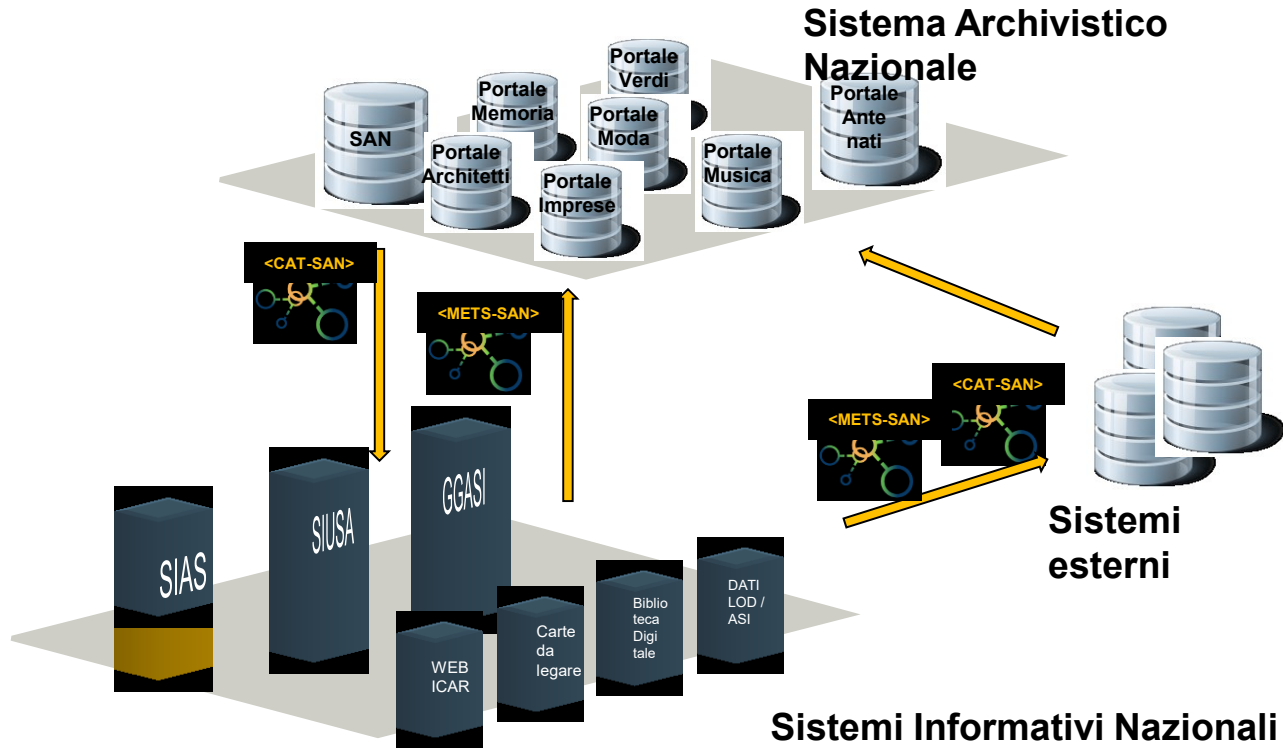 Sistema Archivistico
Nazionale
Portale
Verdi
Portale
Memoria
SAN
Portale
Moda
Portale
Ante
nati
Portale
Architetti
Portale
Musica
Portale
Imprese
<CAT-SAN>
<METS-SAN>
<CAT-SAN>
<METS-SAN>
Sistemi
esterni
SIAS
SIUSA
GGASI
WEB
ICAR
Carte
da
legare
Biblio
teca
Digi
tale
DATI
LOD /
ASI
Sistemi Informativi Nazionali